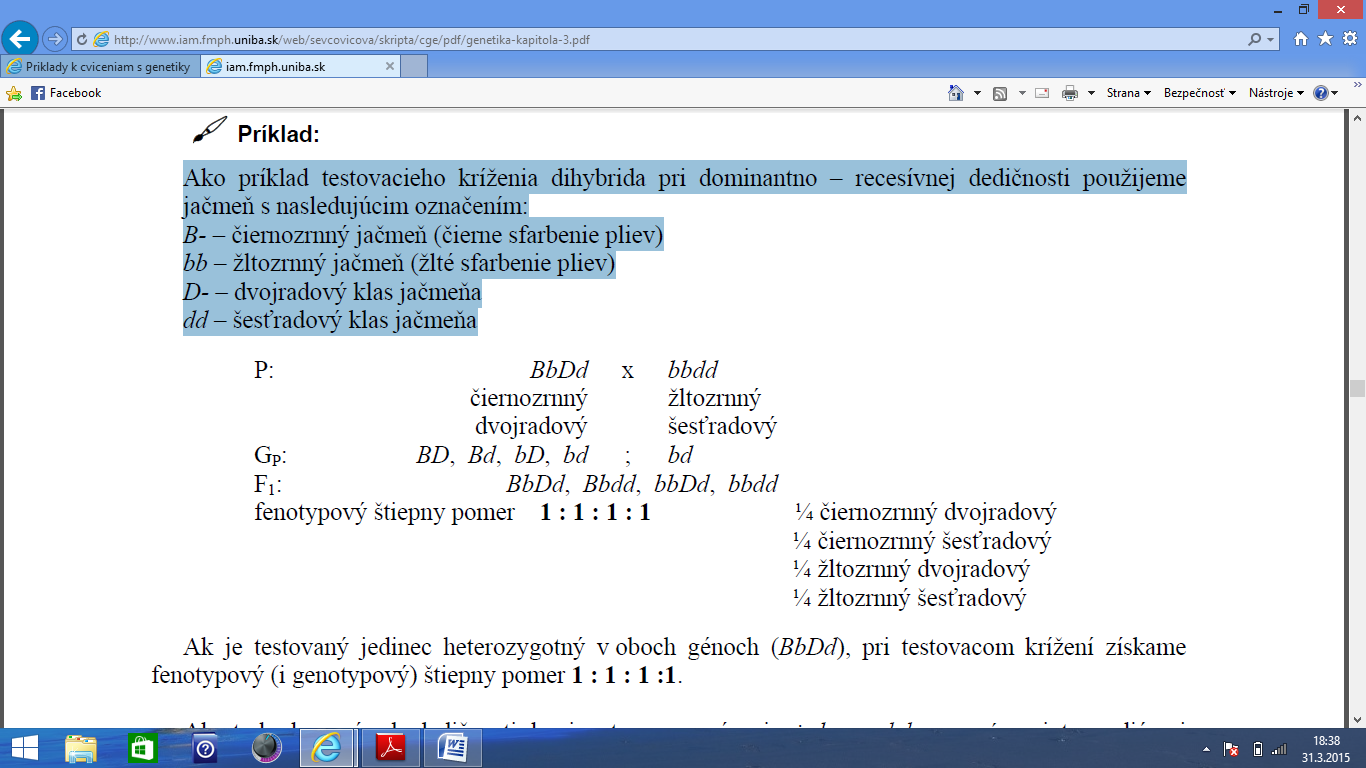 http://www.iam.fmph.uniba.sk/web/sevcovicova/skripta/cge/pdf/genetika-kapitola-3.pdf
Priklady k cviceniam s genetiky
iam.fmph.uniba.sk
Facebook
Strana Bezpečnosť Nástroje
Príklad:
Ako príklad testovacieho kríženia dihybrida pri dominantno – recesívnej dedičnosti použijeme
jačmeň s nasledujúcim označením:
B- – čiernozrnný jačmeň (čierne sfarbenie pliev)
bb – žltozrnný jačmeň (žlté sfarbenie pliev)
D- – dvojradový klas jačmeňa
dd – šesťradový klas jačmeňa
P: BbDd x bbdd
čiernozrnný žltozrnný
dvojradový šesťradový
GP: BD, Bd, bD, bd ; bd
F1: BbDd, Bbdd, bbDd, bbdd
fenotypový štiepny pomer 1 : 1 : 1 : 1 ¼ čiernozrnný dvojradový
¼ čiernozrnný šesťradový
¼ žltozrnný dvojradový
¼ žltozrnný šesťradový
Ak je testovaný jedinec heterozygotný v oboch génoch (BbDd), pri testovacom krížení získame
fenotypový (i genotypový) štiepny pomer 1 : 1 : 1 :1.
18:38
31.3.2015